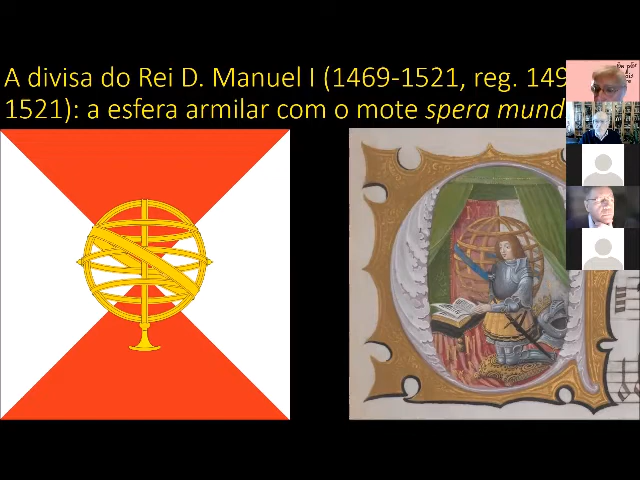 A divisa do Rei D. Manuel I (1469-1521, reg. 149
1521): a esfera armilar com o mote spera mund